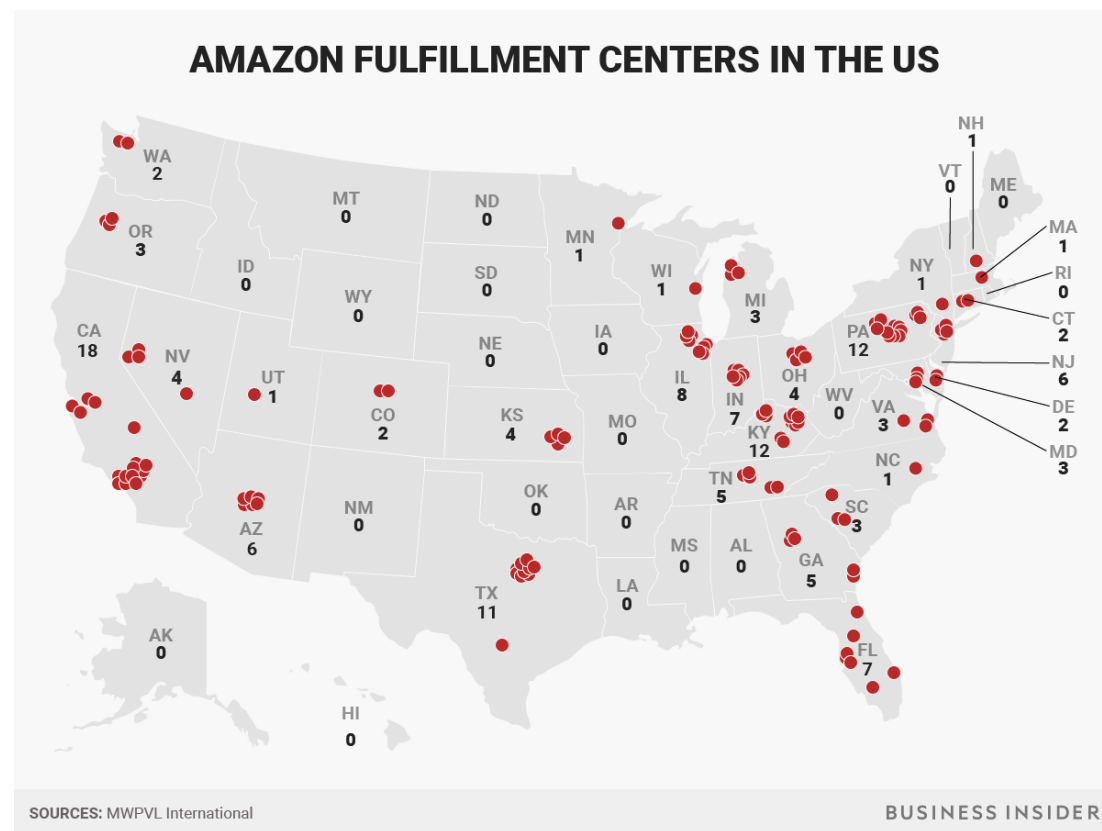 AMAZON FULFILLMENT CENTERS IN THE US
NH
1
VT
0
ME
0
WA
2
MT
0
ND
0
MN
1
OR
3
ID
0
SD
0
WI
1
MI
3
NY
1
MA
1
RI
0
CT
2
NJ
6
DE
2
MD
3
WY
0
CA
18
NV
4
UT
1
CO
2
NE
0
IA
0
PA
12
IL
8
IN
7
OH
4
WV
0
VA
3
KS
4
MO
0
KY
12
NC
1
TN
5
SC
3
AZ
6
NM
0
OK
0
AR
0
MS
0
AL
0
GA
5
TX
11
LA
0
FL
7
AK
0
HI
0
SOURCES: MWPVL International
BUSINESS INSIDER